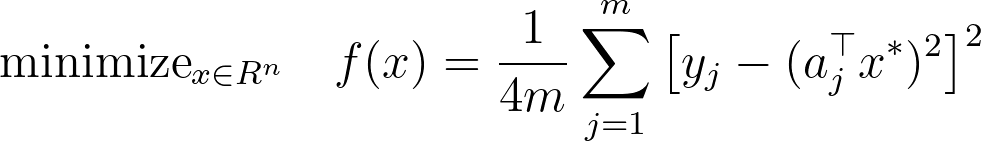 minimize_{x∈R^n} f(x) = \frac{1}{4m} \sum_{j=1}^{m} [y_j − (a_j^⊤ x^*)^2]^2